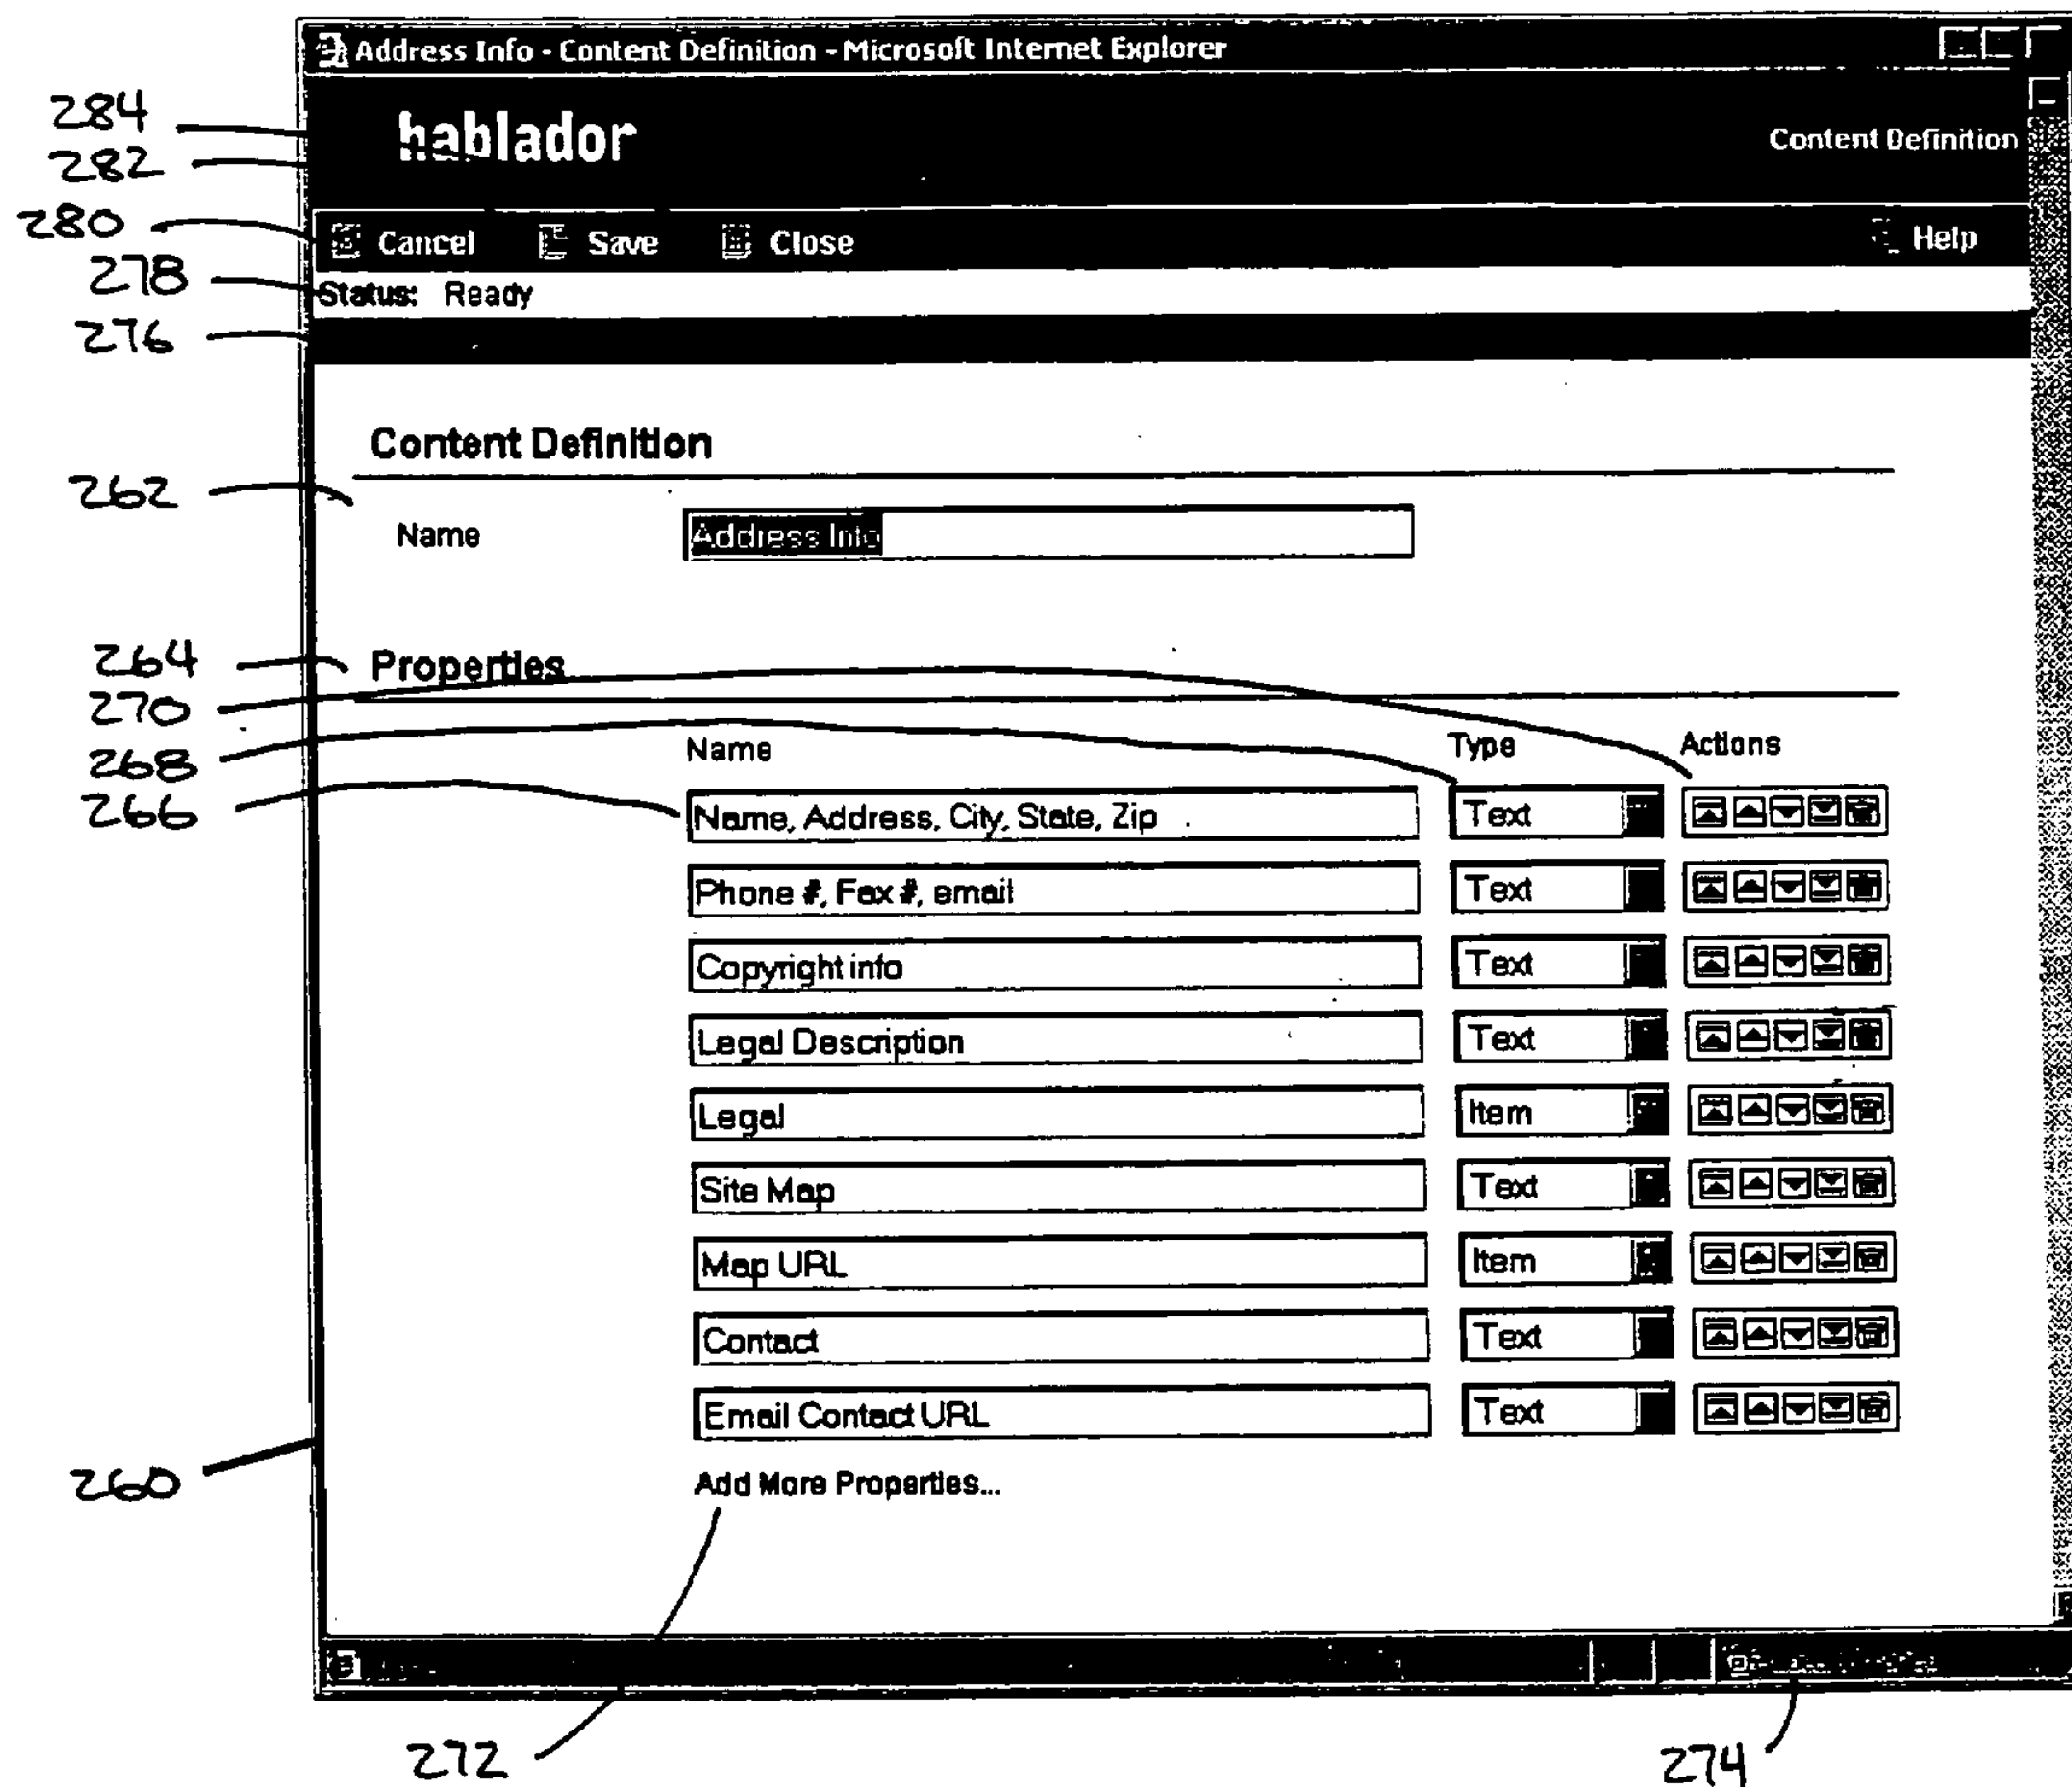 Address Info - Content Definition - Microsoft Internet Explorer
284
hablador
Content Definition
282
280
Cancel Save Close Help
278
Status: Ready
276
Content Definition
262
Name Address Info
264
Properties
270
268
Name Type Actions
266
Name, Address, City, State, Zip Text
Phone #, Fax #, email Text
Copyright info Text
Legal Description Text
Legal Item
Site Map Text
Map URL Item
Contact Text
Email Contact URL Text
260
Add More Properties...
272
274